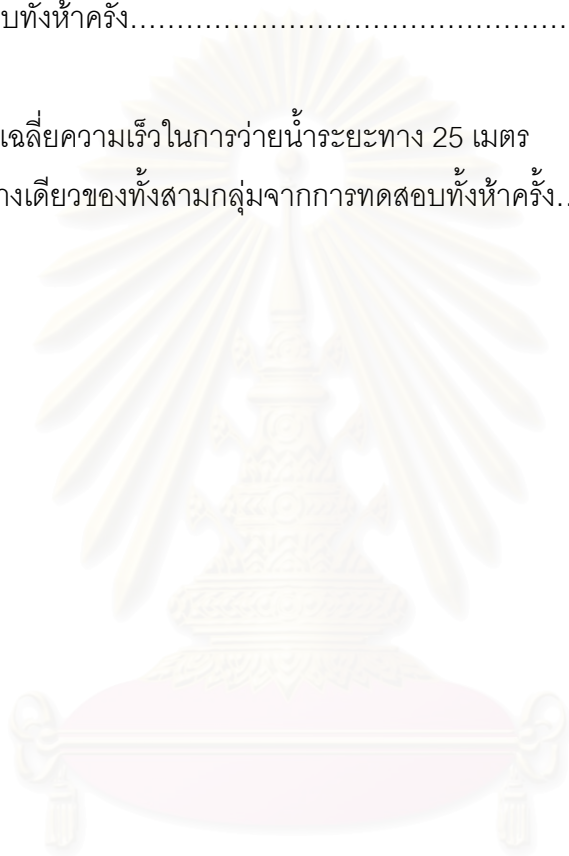 บทั้งห้าครั้ง................................................
เฉลี่ยความเร็วในการว่ายน้ำระยะทาง 25 เมตร
างเดียวของทั้งสามกลุ่มจากการทดสอบทั้งห้าครั้ง..